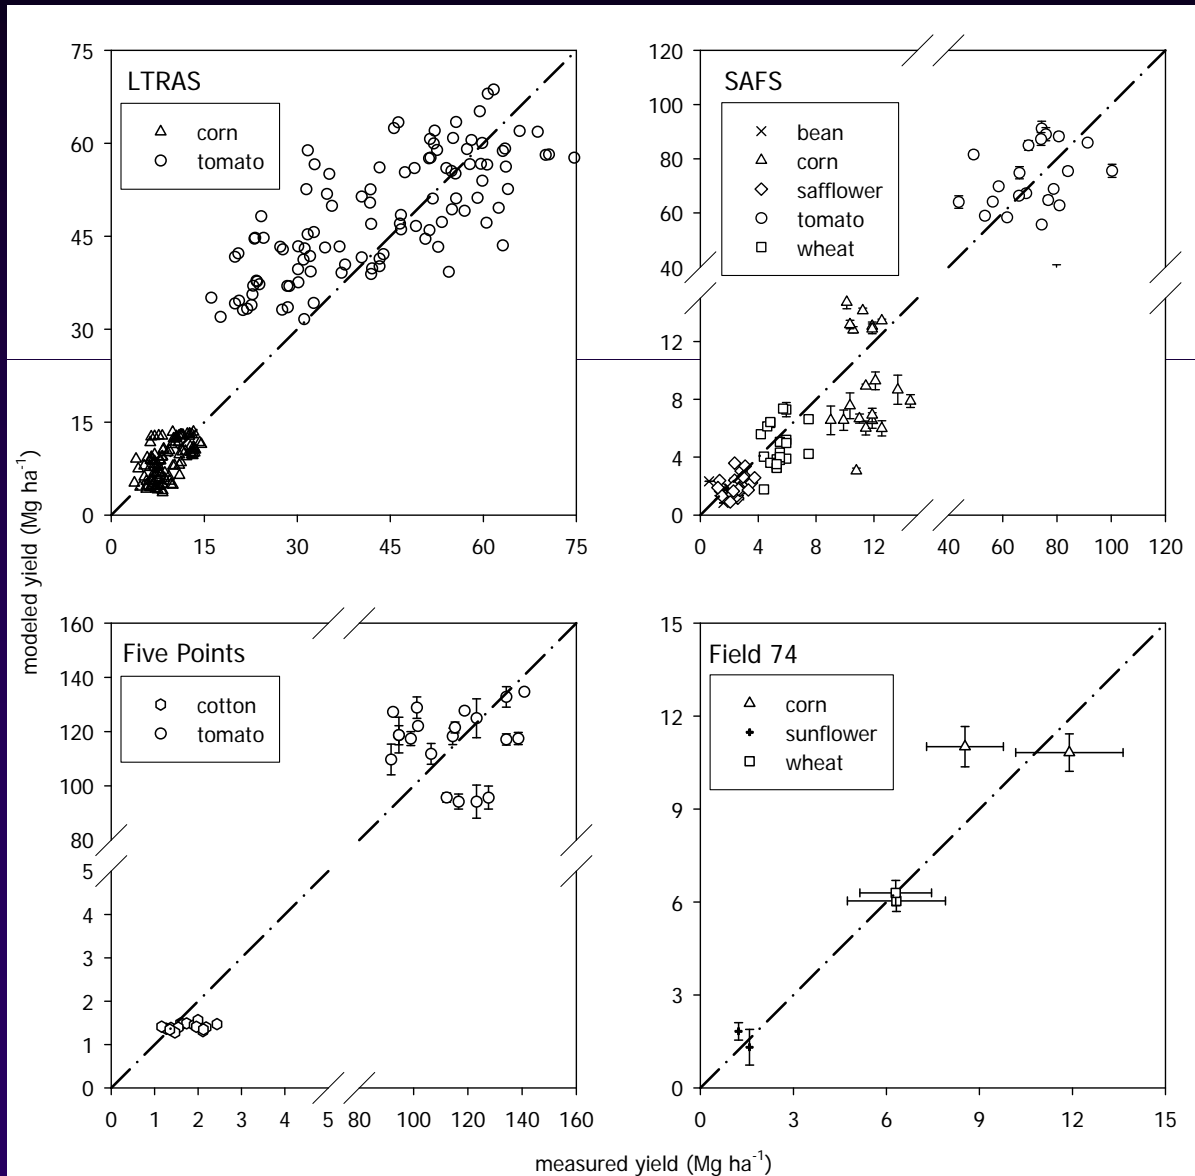 LTRAS
corn
tomato
75
60
45
30
15
0
0 15 30 45 60 75
SAFS
bean
corn
safflower
tomato
wheat
120
100
80
60
40
12
8
4
0
0 4 8 12 40 60 80 100 120
Five Points
cotton
tomato
160
140
120
100
80
5
4
3
2
1
0
0 1 2 3 4 5 80 100 120 140 160
Field 74
corn
sunflower
wheat
15
12
9
6
3
0
0 3 6 9 12 15
modeled yield (Mg ha⁻¹)
measured yield (Mg ha⁻¹)